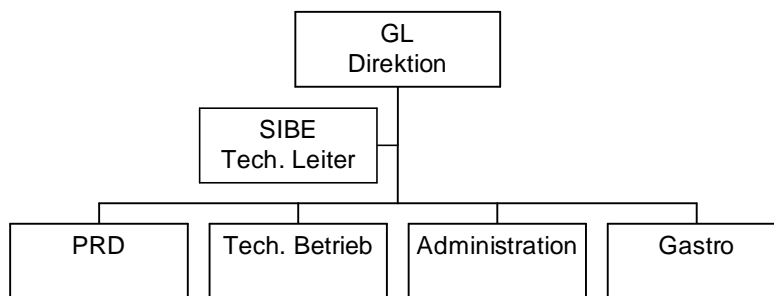 GL
Direktion
SIBE
Tech. Leiter
PRD
Tech. Betrieb
Administration
Gastro